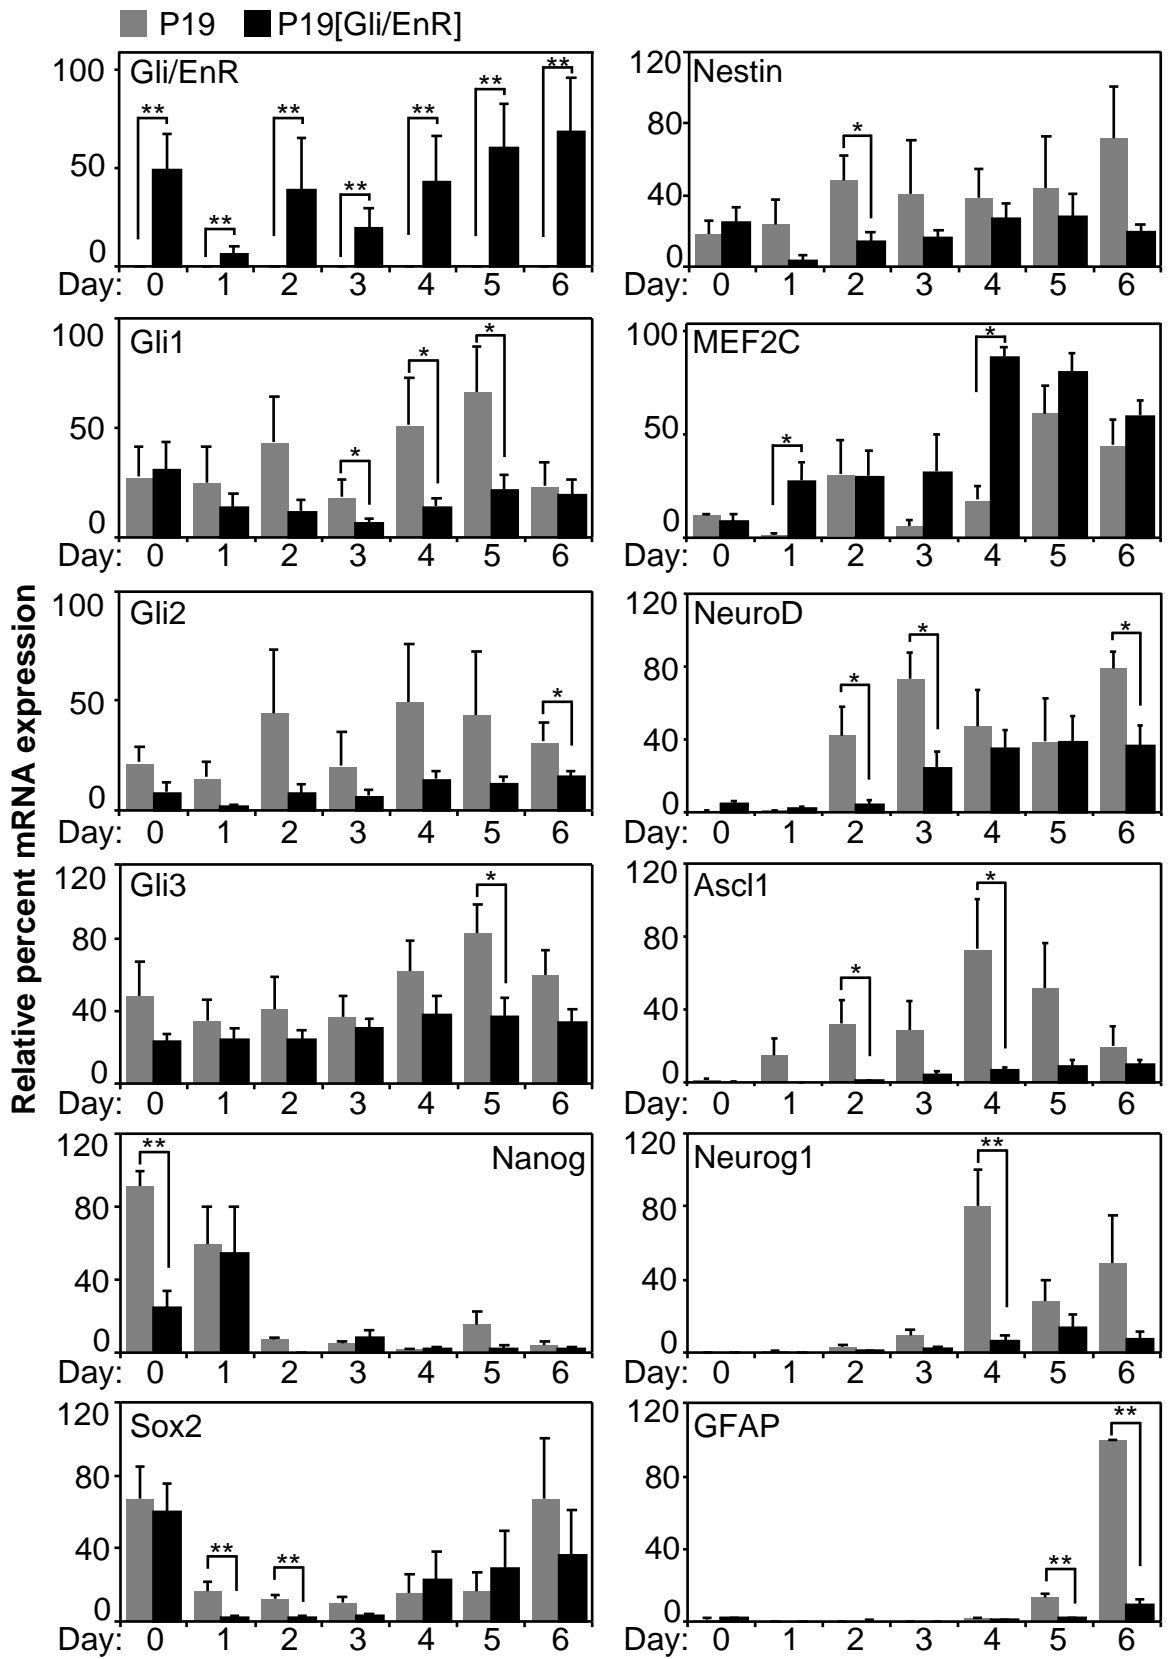 P19 P19[Gli/EnR]
Relative percent mRNA expression
Gli/EnR
100
50
0
** ** ** ** ** ** **
Day: 0 1 2 3 4 5 6
Nestin
120
80
40
0
*
Day: 0 1 2 3 4 5 6
Gli1
100
50
0
* * *
Day: 0 1 2 3 4 5 6
MEF2C
100
50
0
* *
Day: 0 1 2 3 4 5 6
Gli2
100
50
0
*
Day: 0 1 2 3 4 5 6
NeuroD
120
80
40
0
* * *
Day: 0 1 2 3 4 5 6
Gli3
120
80
40
0
*
Day: 0 1 2 3 4 5 6
Ascl1
120
80
40
0
* *
Day: 0 1 2 3 4 5 6
Nanog
120
80
40
0
**
Day: 0 1 2 3 4 5 6
Neurog1
120
80
40
0
**
Day: 0 1 2 3 4 5 6
Sox2
120
80
40
0
** **
Day: 0 1 2 3 4 5 6
GFAP
120
80
40
0
** **
Day: 0 1 2 3 4 5 6